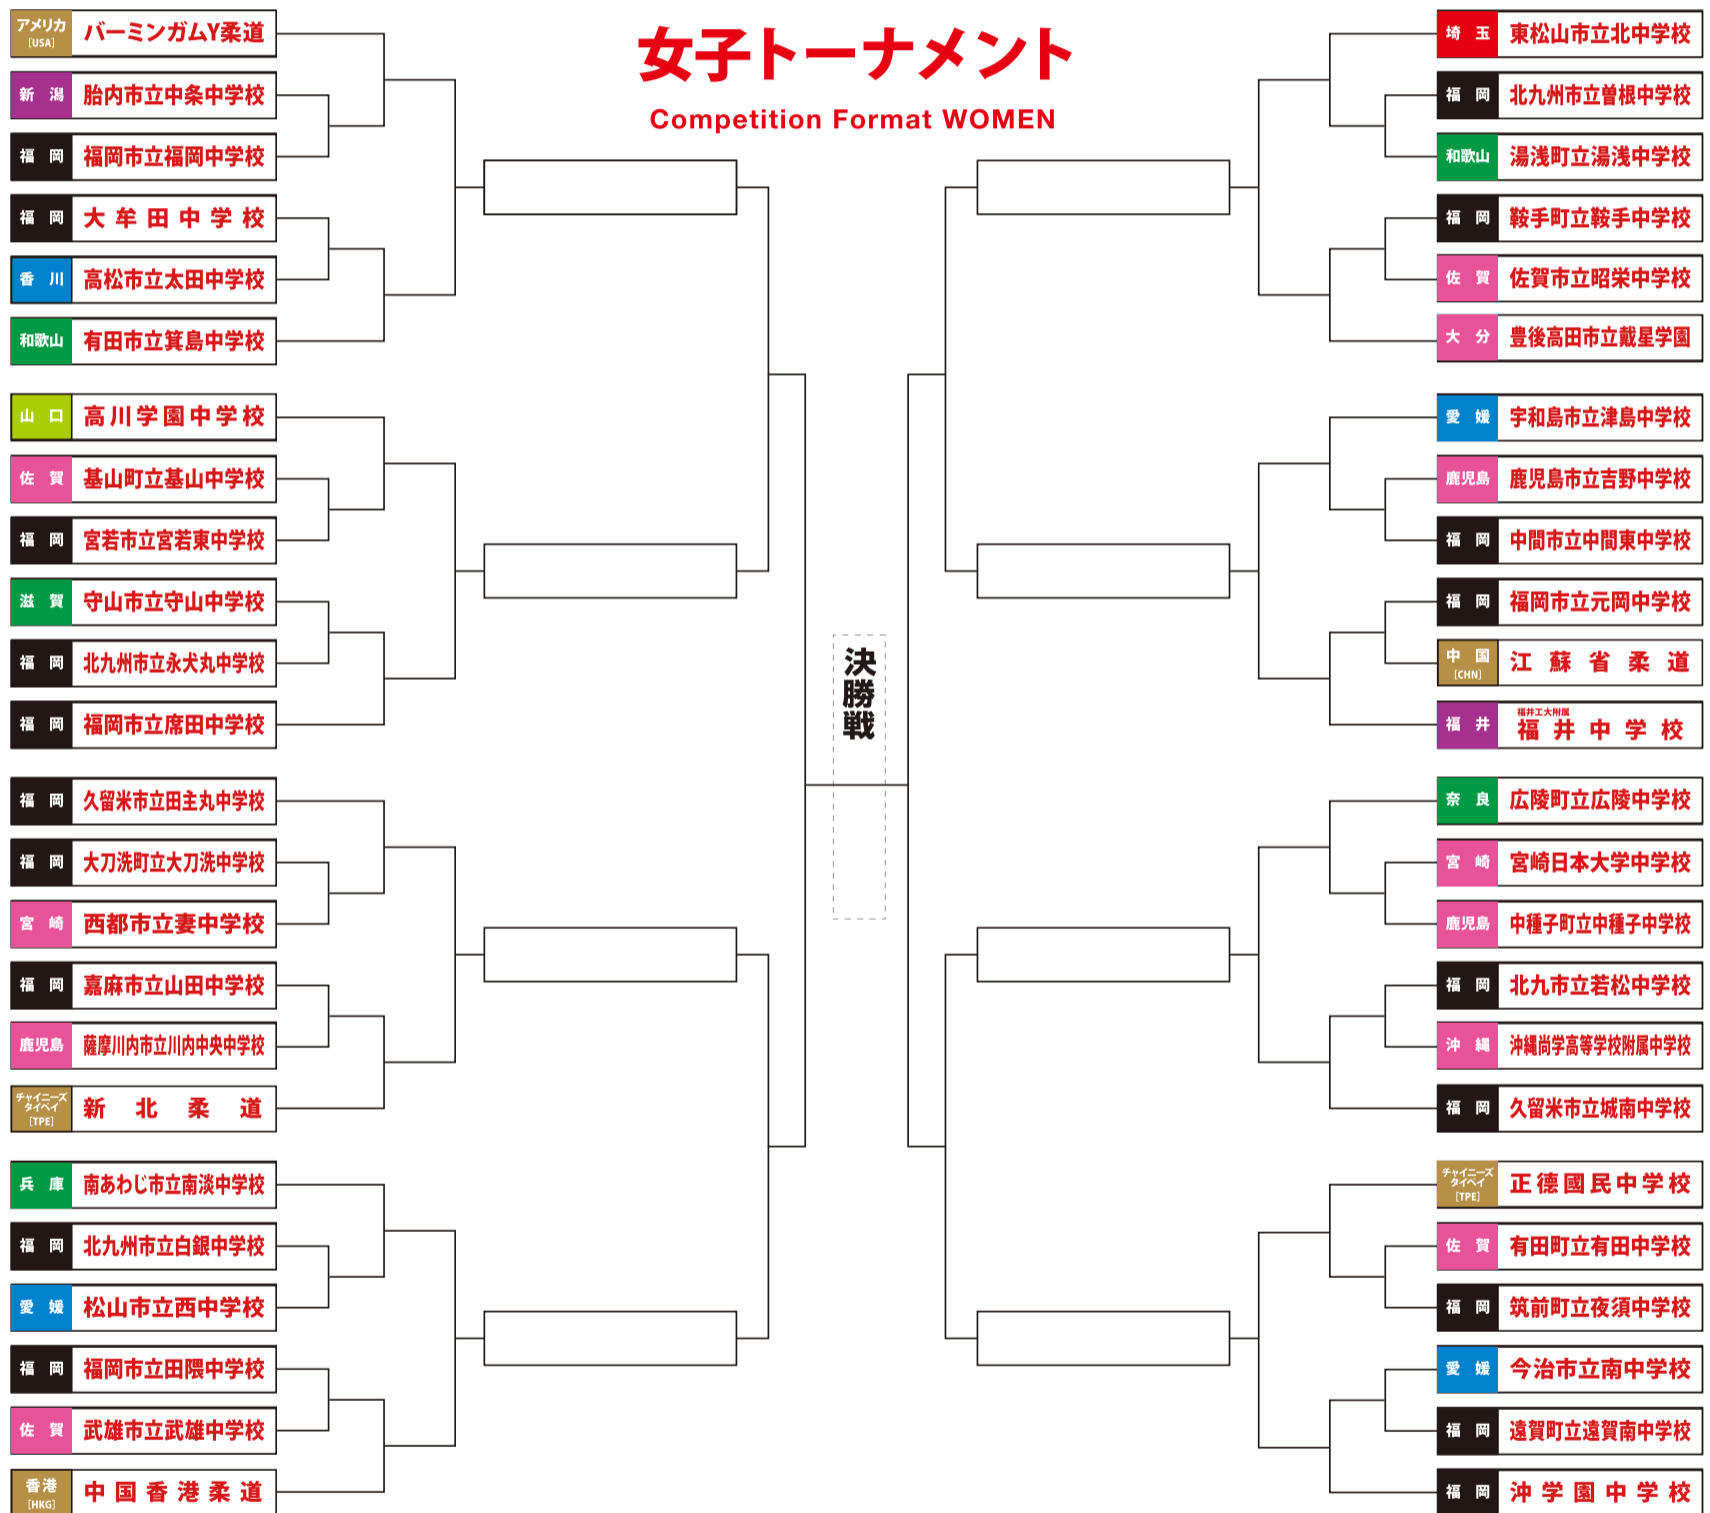 女子トーナメント
Competition Format WOMEN
アメリカ
[USA]
バーミンガムY柔道
新潟
胎内市立中条中学校
福岡
福岡市立福岡中学校
福岡
大牟田中学校
香川
高松市立太田中学校
和歌山
有田市立箕島中学校
山口
高川学園中学校
佐賀
基山町立基山中学校
福岡
宮若市立宮若東中学校
滋賀
守山市立守山中学校
福岡
北九州市立永犬丸中学校
福岡
福岡市立席田中学校
福岡
久留米市立田主丸中学校
福岡
大刀洗町立大刀洗中学校
宮崎
西都市立妻中学校
福岡
嘉麻市立山田中学校
鹿児島
薩摩川内市立川内中央中学校
チャイニーズ
タイペイ
[TPE]
新北柔道
兵庫
南あわじ市立南淡中学校
福岡
北九州市立白銀中学校
愛媛
松山市立西中学校
福岡
福岡市立田隈中学校
佐賀
武雄市立武雄中学校
香港
[HKG]
中国香港柔道
決勝戦
埼玉
東松山市立北中学校
福岡
北九州市立曽根中学校
和歌山
湯浅町立湯浅中学校
福岡
鞍手町立鞍手中学校
佐賀
佐賀市立昭栄中学校
大分
豊後高田市立戴星学園
愛媛
宇和島市立津島中学校
鹿児島
鹿児島市立吉野中学校
福岡
中間市立中間東中学校
福岡
福岡市立元岡中学校
中国
[CHN]
江蘇省柔道
福井
福井工大附属
福井中学校
奈良
広陵町立広陵中学校
宮崎
宮崎日本大学中学校
鹿児島
中種子町立中種子中学校
福岡
北九市立若松中学校
沖縄
沖縄尚学高等学校附属中学校
福岡
久留米市立城南中学校
チャイニーズ
タイペイ
[TPE]
正德國民中学校
佐賀
有田町立有田中学校
福岡
筑前町立夜須中学校
愛媛
今治市立南中学校
福岡
遠賀町立遠賀南中学校
福岡
沖学園中学校